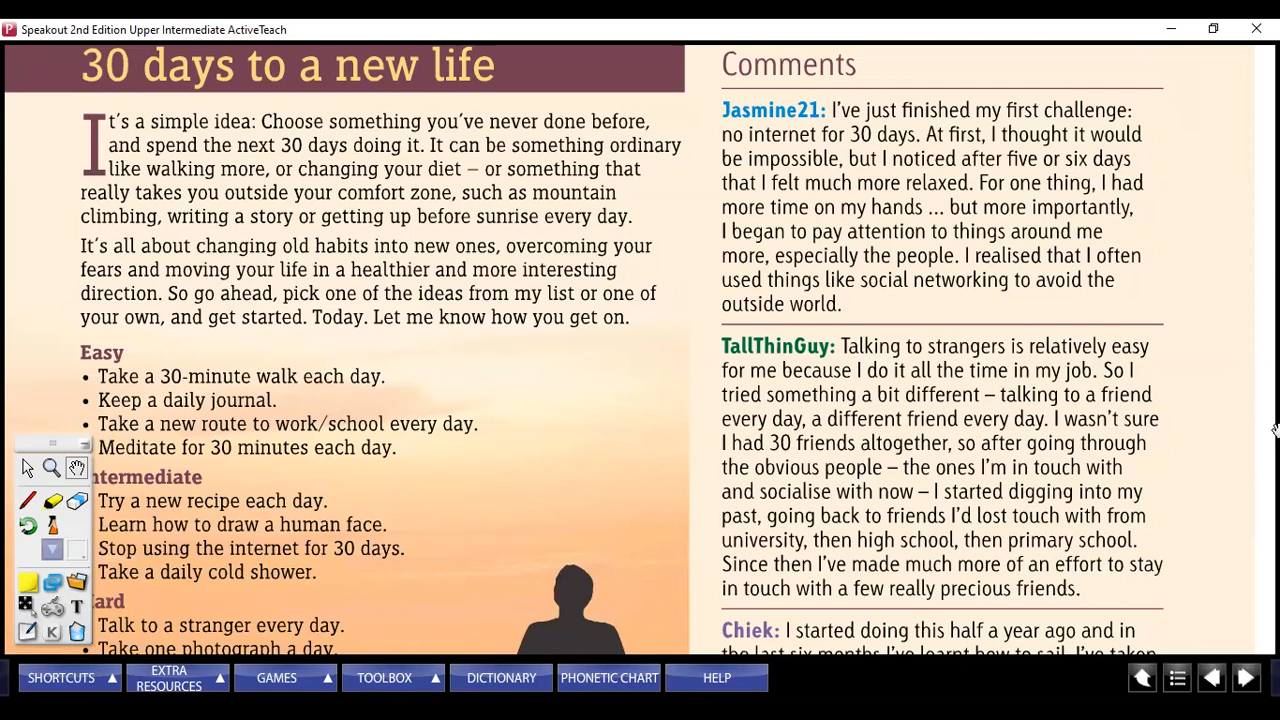 Speakout 2nd Edition Upper Intermediate ActiveTeach
30 days to a new life
It's a simple idea: Choose something you've never done before,
and spend the next 30 days doing it. It can be something ordinary
like walking more, or changing your diet – or something that
really takes you outside your comfort zone, such as mountain
climbing, writing a story or getting up before sunrise every day.
It's all about changing old habits into new ones, overcoming your
fears and moving your life in a healthier and more interesting
direction. So go ahead, pick one of the ideas from my list or one of
your own, and get started. Today. Let me know how you get on.
Easy
• Take a 30-minute walk each day.
• Keep a daily journal.
• Take a new route to work/school every day.
Meditate for 30 minutes each day.
ntermediate
Try a new recipe each day.
Learn how to draw a human face.
Stop using the internet for 30 days.
Take a daily cold shower.
ard
Talk to a stranger every day.
Take one photograph a day.
Comments
Jasmine21: I've just finished my first challenge:
no internet for 30 days. At first, I thought it would
be impossible, but I noticed after five or six days
that I felt much more relaxed. For one thing, I had
more time on my hands ... but more importantly,
I began to pay attention to things around me
more, especially the people. I realised that I often
used things like social networking to avoid the
outside world.
TallThinGuy: Talking to strangers is relatively easy
for me because I do it all the time in my job. So I
tried something a bit different – talking to a friend
every day, a different friend every day. I wasn't sure
I had 30 friends altogether, so after going through
the obvious people – the ones I'm in touch with
and socialise with now – I started digging into my
past, going back to friends I'd lost touch with from
university, then high school, then primary school.
Since then I've made much more of an effort to stay
in touch with a few really precious friends.
Chiek: I started doing this half a year ago and in
the last six months I've learnt how to sail, I've taken
T
K
SHORTCUTS
EXTRA
RESOURCES
GAMES
TOOLBOX
DICTIONARY
PHONETIC CHART
HELP